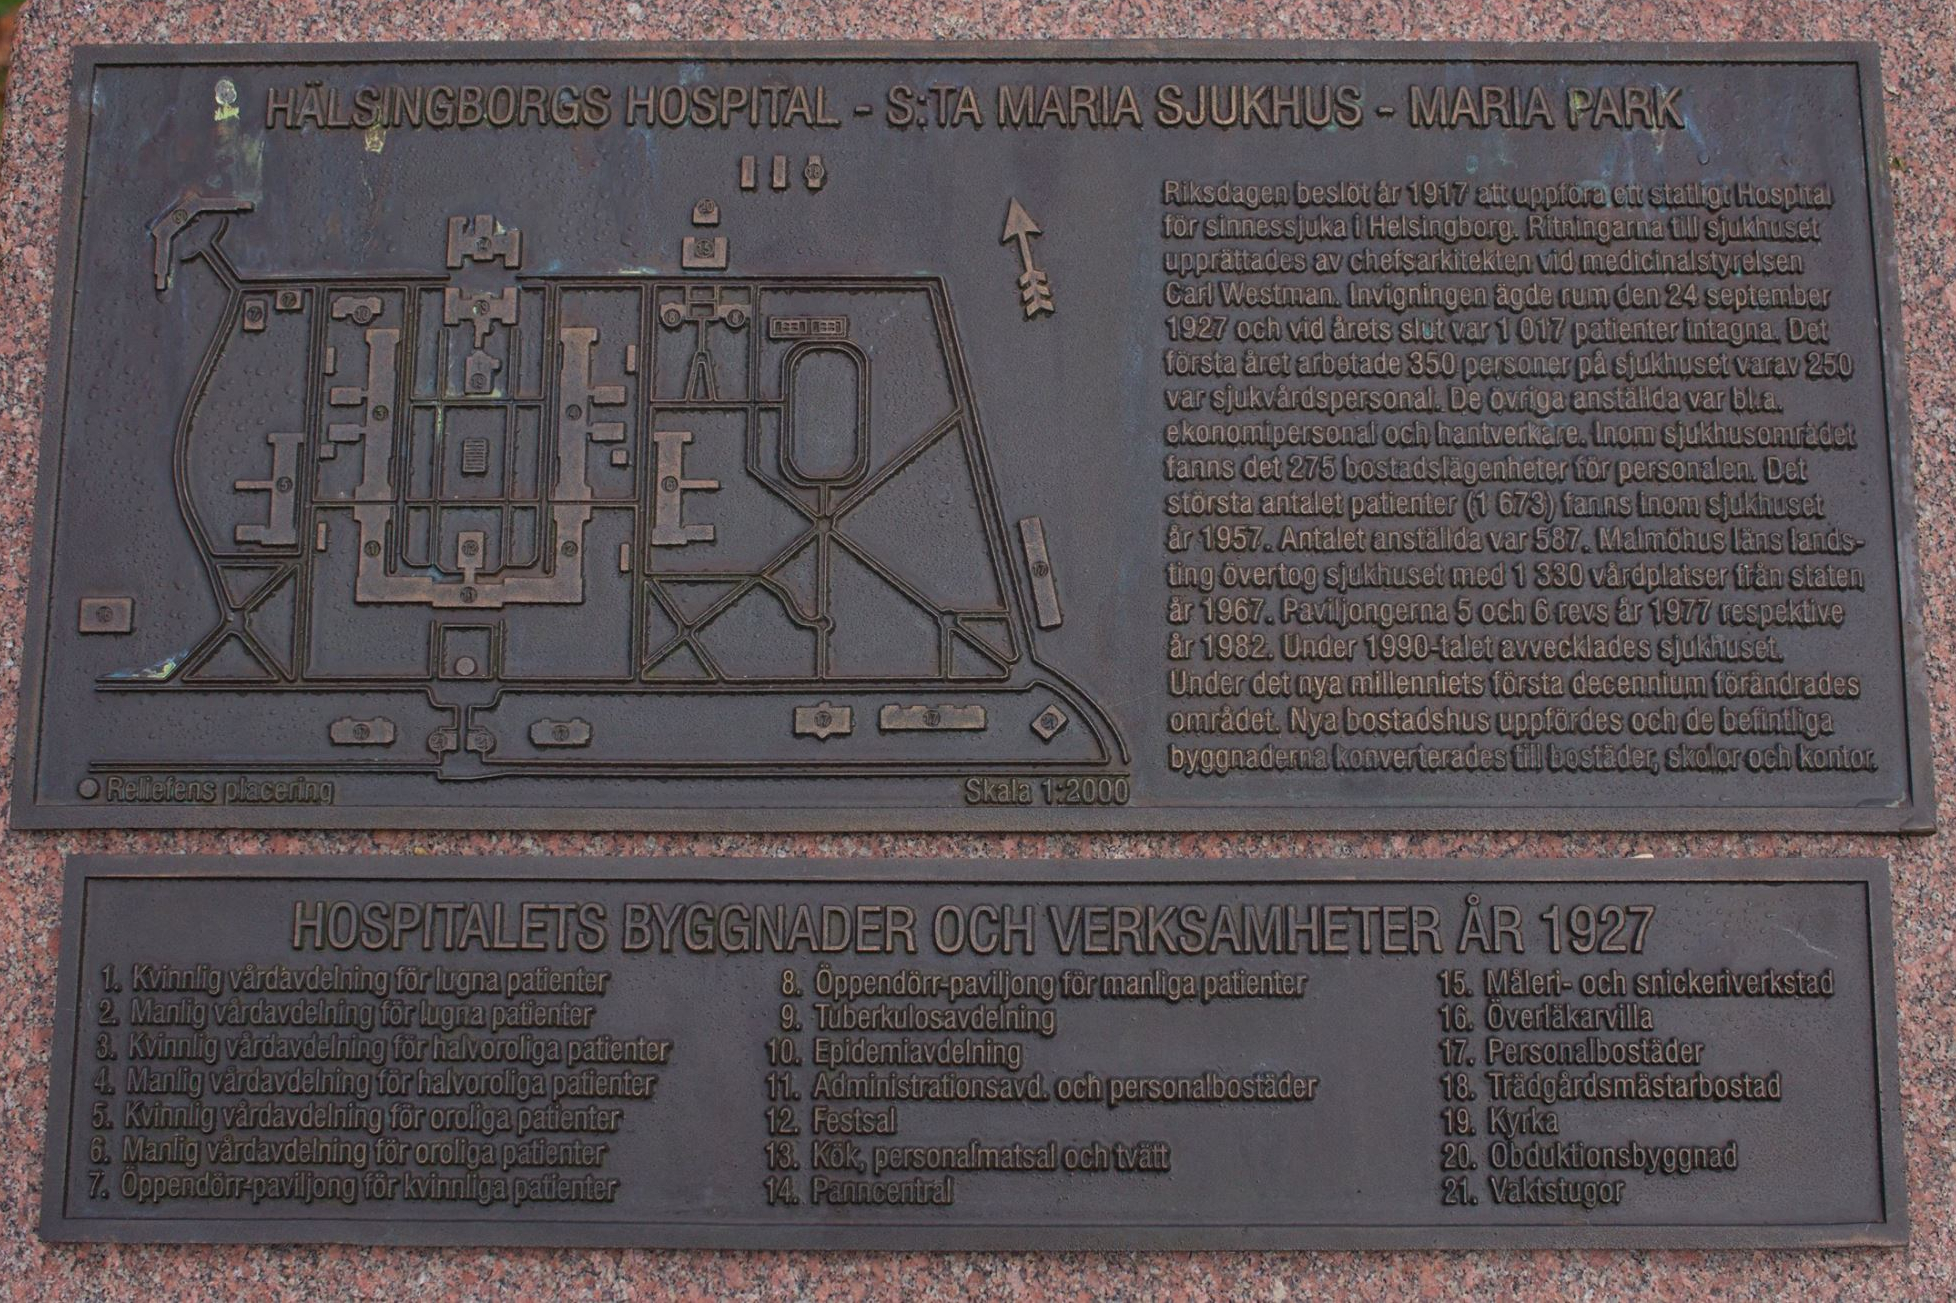 HÄLSINGBORGS HOSPITAL - S:TA MARIA SJUKHUS - MARIA PARK
Riksdagen beslöt år 1917 att uppföra ett statligt Hospital
för sinnessjuka i Helsingborg. Ritningarna till sjukhuset
upprättades av chefsarkitekten vid medicinalstyrelsen
Carl Westman. Invigningen ägde rum den 24 september
1927 och vid årets slut var 1 017 patienter intagna. Det
första året arbetade 350 personer på sjukhuset varav 250
var sjukvårdspersonal. De övriga anställda var bl.a.
ekonomipersonal och hantverkare. Inom sjukhusområdet
fanns det 275 bostadslägenheter för personalen. Det
största antalet patienter (1 673) fanns inom sjukhuset
år 1957. Antalet anställda var 587. Malmöhus läns lands-
ting övertog sjukhuset med 1 330 vårdplatser från staten
år 1967. Paviljongerna 5 och 6 revs år 1977 respektive
år 1982. Under 1990-talet avvecklades sjukhuset.
Under det nya millenniets första decennium förändrades
området. Nya bostadshus uppfördes och de befintliga
byggnaderna konverterades till bostäder, skolor och kontor.
Reliefens placering
Skala 1:2000
HOSPITALETS BYGGNADER OCH VERKSAMHETER ÅR 1927
1. Kvinnlig vårdavdelning för lugna patienter
2. Manlig vårdavdelning för lugna patienter
3. Kvinnlig vårdavdelning för halvoroliga patienter
4. Manlig vårdavdelning för halvoroliga patienter
5. Kvinnlig vårdavdelning för oroliga patienter
6. Manlig vårdavdelning för oroliga patienter
7. Öppendörr-paviljong för kvinnliga patienter
8. Öppendörr-paviljong för manliga patienter
9. Tuberkulosavdelning
10. Epidemiavdelning
11. Administrationsavd. och personalbostäder
12. Festsal
13. Kök, personalmatsal och tvätt
14. Panncentral
15. Måleri- och snickeriverkstad
16. Överläkarvilla
17. Personalbostäder
18. Trädgårdsmästarbostad
19. Kyrka
20. Obduktionsbyggnad
21. Vaktstugor